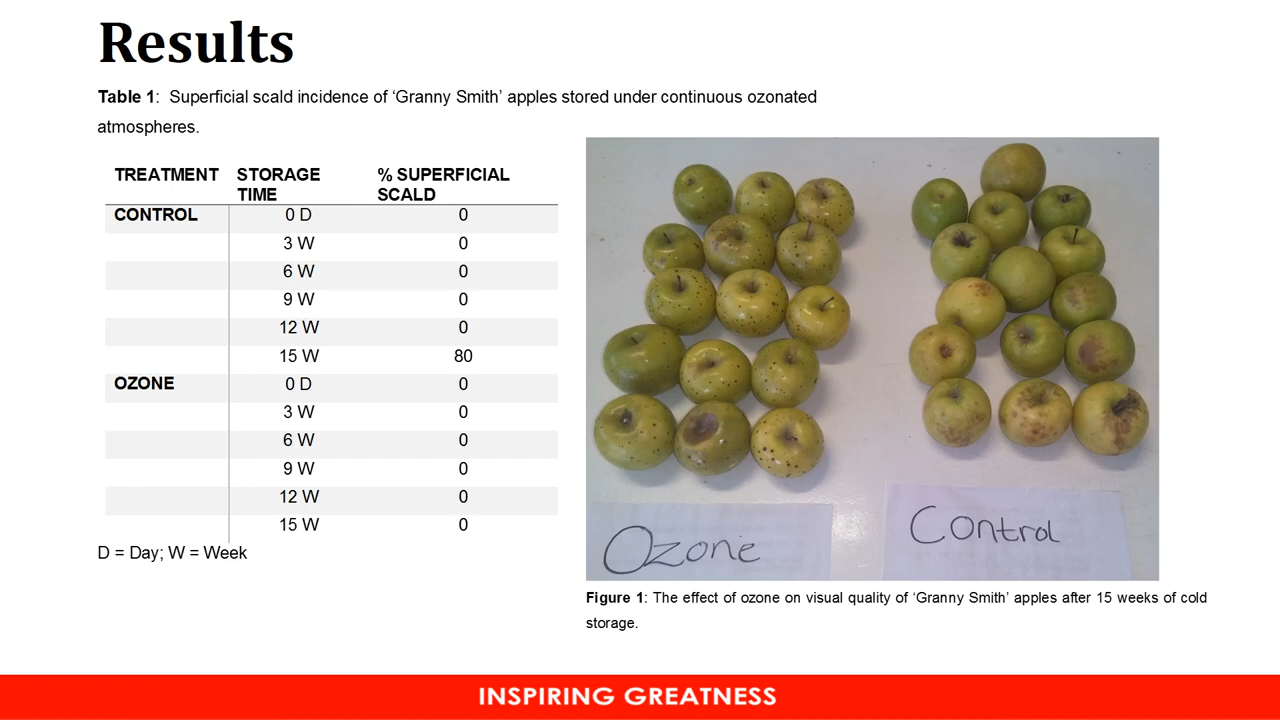 Results
Table 1:  Superficial scald incidence of ‘Granny Smith’ apples stored under continuous ozonated
atmospheres.
TREATMENT STORAGE TIME % SUPERFICIAL SCALD
CONTROL 0 D 0
3 W 0
6 W 0
9 W 0
12 W 0
15 W 80
OZONE 0 D 0
3 W 0
6 W 0
9 W 0
12 W 0
15 W 0
D = Day; W = Week
Ozone
Control
Figure 1: The effect of ozone on visual quality of ‘Granny Smith’ apples after 15 weeks of cold
storage.
INSPIRING GREATNESS